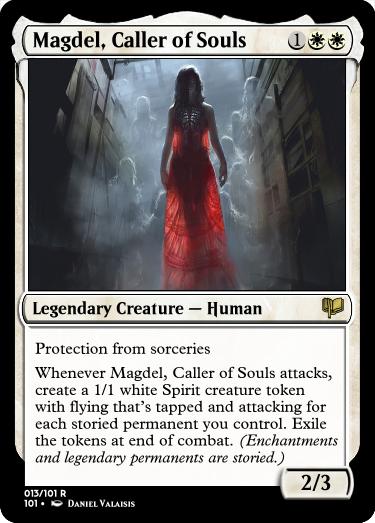 Magdel, Caller of Souls 1
Legendary Creature — Human
Protection from sorceries
Whenever Magdel, Caller of Souls attacks,
create a 1/1 white Spirit creature token
with flying that's tapped and attacking for
each storied permanent you control. Exile
the tokens at end of combat. (Enchantments
and legendary permanents are storied.)
2/3
013/101 R
101 • Daniel Valaisis